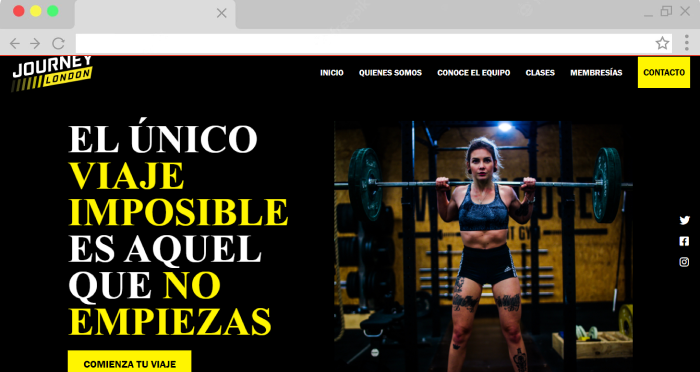 JOURNEY
LONDON
INICIO QUIENES SOMOS CONOCE EL EQUIPO CLASES MEMBRESÍAS CONTACTO
EL ÚNICO
VIAJE
IMPOSIBLE
ES AQUEL
QUE NO
EMPIEZAS
COMIENZA TU VIAJE